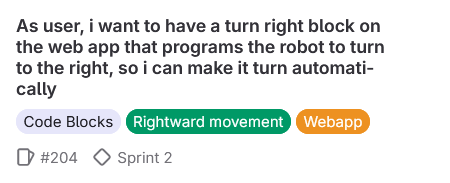 As user, i want to have a turn right block on
the web app that programs the robot to turn
to the right, so i can make it turn automati-
cally
Code Blocks Rightward movement Webapp
#204 Sprint 2